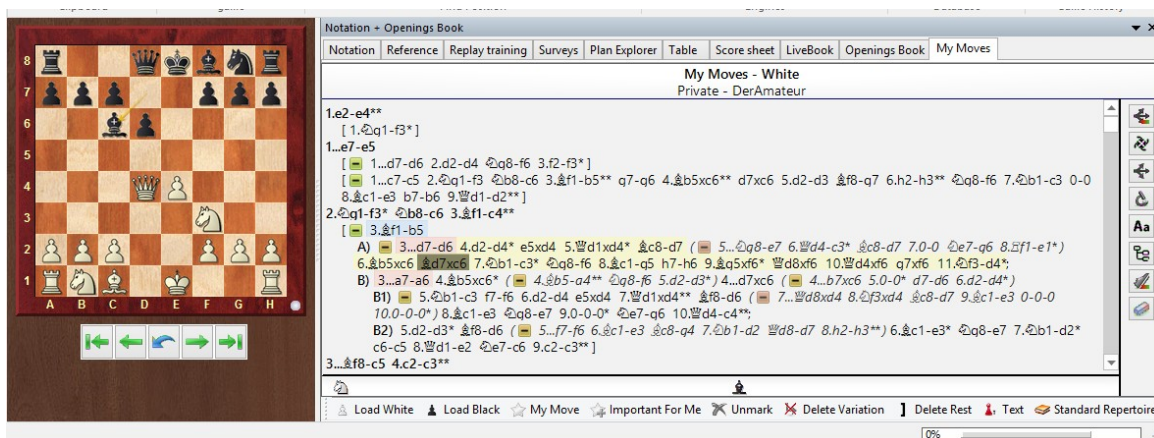 Notation + Openings Book
Notation Reference Replay training Surveys Plan Explorer Table Score sheet LiveBook Openings Book My Moves
My Moves - White
Private - DerAmateur
1.e2-e4**
[ 1.♘g1-f3* ]
1...e7-e5
[ 1...d7-d6 2.d2-d4 ♘g8-f6 3.f2-f3* ]
[ 1...c7-c5 2.♘g1-f3 ♘b8-c6 3.♗f1-b5** g7-g6 4.♗b5xc6** d7xc6 5.d2-d3 ♗f8-g7 6.h2-h3** ♘g8-f6 7.♘b1-c3 0-0
8.♗c1-e3 b7-b6 9.♕d1-d2** ]
2.♘g1-f3* ♘b8-c6 3.♗f1-c4**
[ 3.♗f1-b5
A) 3...d7-d6 4.d2-d4* e5xd4 5.♕d1xd4* ♗c8-d7 ( 5...♘g8-e7 6.♕d4-c3* ♗c8-d7 7.0-0 ♘e7-g6 8.♖f1-e1* )
6.♗b5xc6 ♗d7xc6 7.♘b1-c3* ♘g8-f6 8.♗c1-g5 h7-h6 9.♗g5xf6* ♕d8xf6 10.♕d4xf6 g7xf6 11.♘f3-d4*;
B) 3...a7-a6 4.♗b5xc6* ( 4.♗b5-a4** ♘g8-f6 5.d2-d3* ) 4...d7xc6 ( 4...b7xc6 5.0-0* d7-d6 6.d2-d4* )
B1) 5.♘b1-c3 f7-f6 6.d2-d4 e5xd4 7.♕d1xd4** ♗f8-d6 ( 7...♕d8xd4 8.♘f3xd4 ♗c8-d7 9.♗c1-e3 0-0-0
10.0-0-0* ) 8.♗c1-e3 ♘g8-e7 9.0-0-0* ♘e7-g6 10.♕d4-c4**;
B2) 5.d2-d3* ♗f8-d6 ( 5...f7-f6 6.♗c1-e3 ♗c8-g4 7.♘b1-d2 ♕d8-d7 8.h2-h3** ) 6.♗c1-e3* ♘g8-e7 7.♘b1-d2*
c6-c5 8.♕d1-e2 ♘e7-c6 9.c2-c3** ]
3...♗f8-c5 4.c2-c3**
8
7
6
5
4
3
2
1
A B C D E F G H
Aa
Load White Load Black My Move Important For Me Unmark Delete Variation Delete Rest Text Standard Repertoire
0%